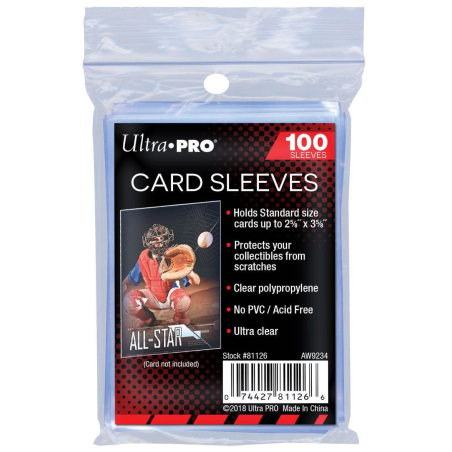 Ultra•PRO®
100
SLEEVES
CARD SLEEVES
• Holds Standard size
cards up to 2⅝" x 3⅝"
• Protects your
collectibles from
scratches
• Clear polypropylene
• No PVC / Acid Free
• Ultra clear
ALL-STAR
(Card not included)
Stock #81126
AW9234
0 74427 81126 6
©2018 Ultra PRO Made In China